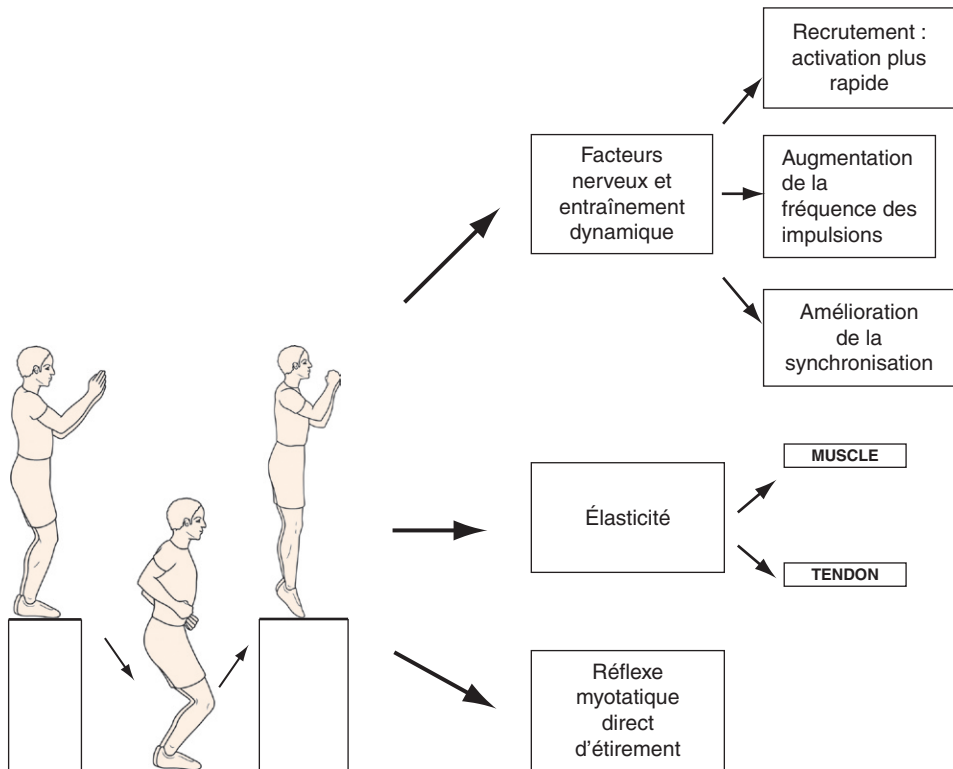 Recrutement :
activation plus
rapide
Facteurs
nerveux et
entraînement
dynamique
Augmentation
de la
fréquence des
impulsions
Amélioration
de la
synchronisation
Élasticité
MUSCLE
TENDON
Réflexe
myotatique
direct
d’étirement